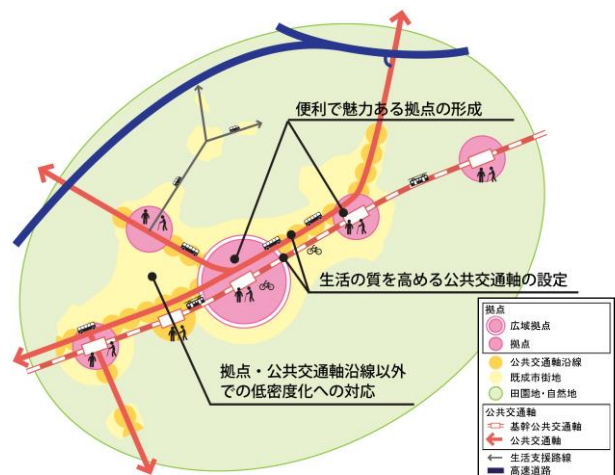 便利で魅力ある拠点の形成
生活の質を高める公共交通軸の設定
拠点・公共交通軸沿線以外
での低密度化への対応
拠点
広域拠点
拠点
公共交通軸沿線
既成市街地
田園地・自然地
公共交通軸
基幹公共交通軸
公共交通軸
生活支援路線
高速道路